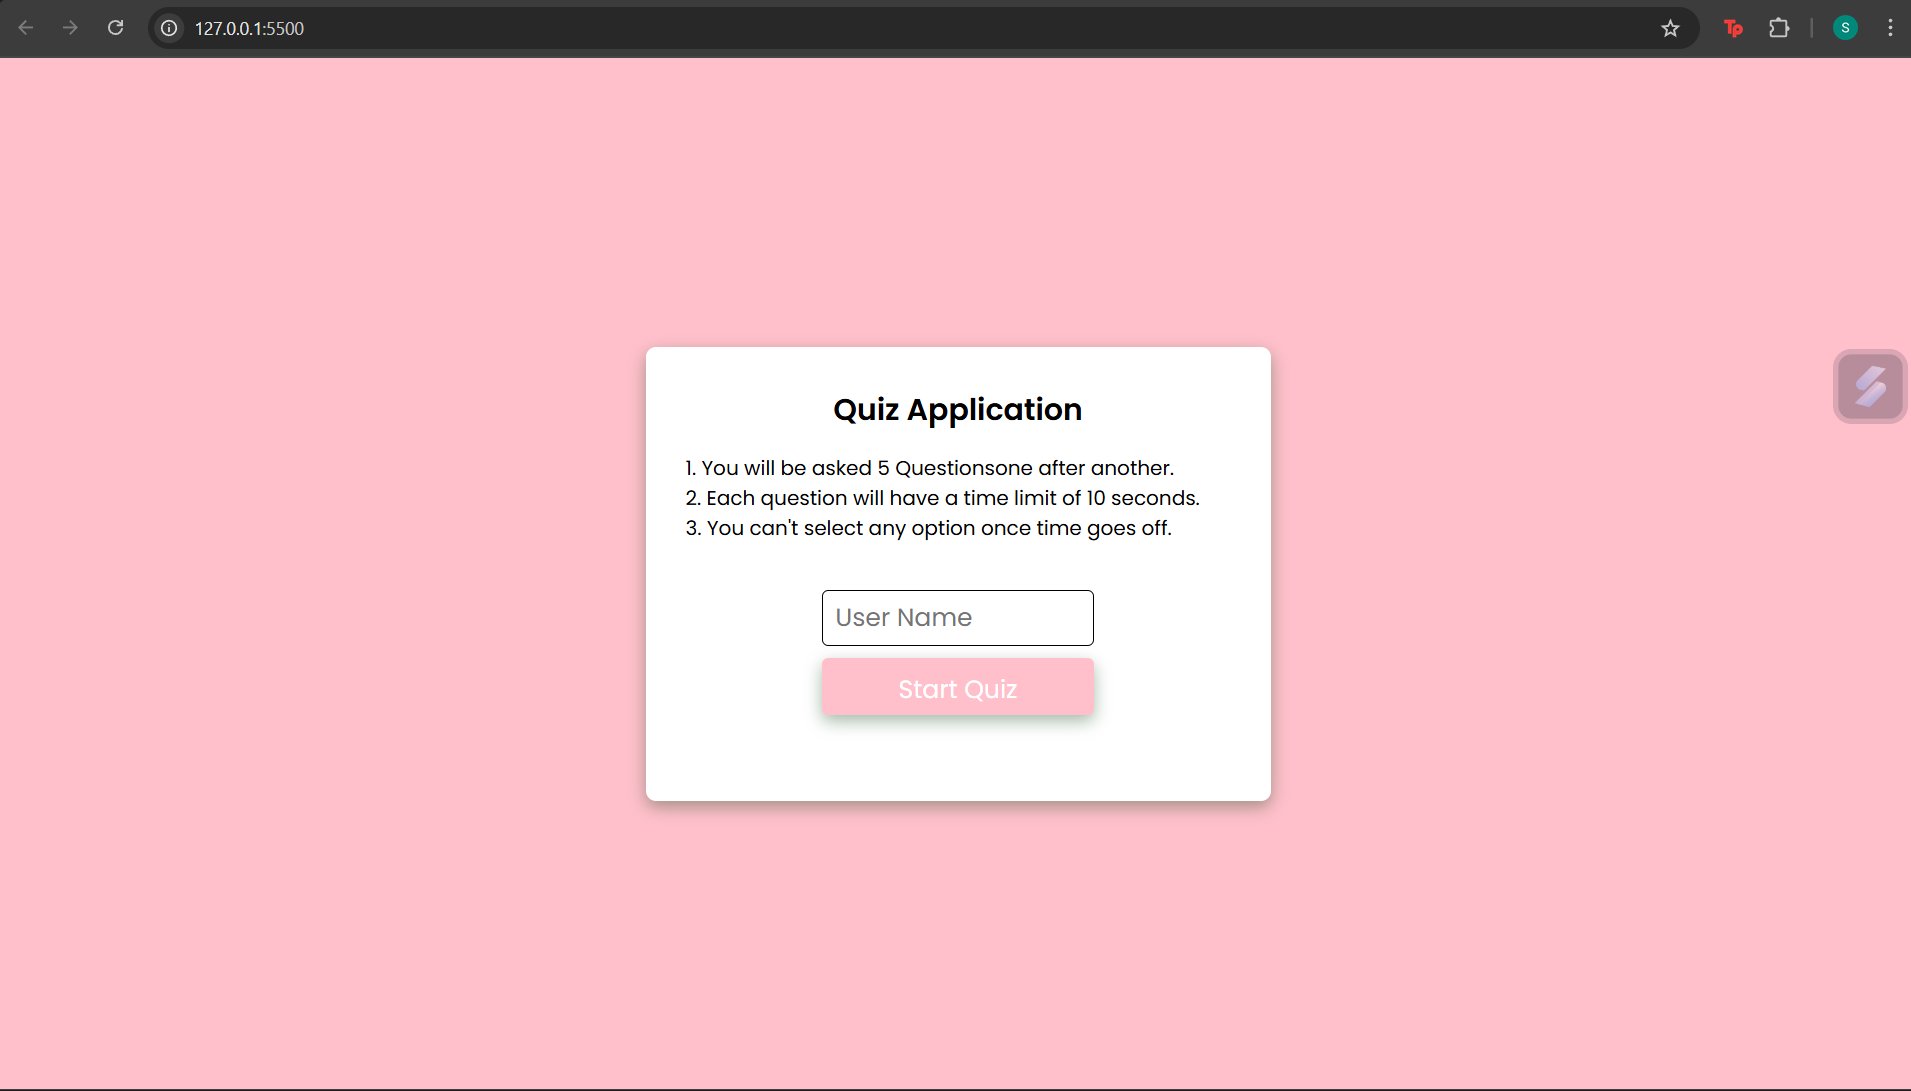 127.0.0.1:5500
Tp
S
Quiz Application
1. You will be asked 5 Questionsone after another.
2. Each question will have a time limit of 10 seconds.
3. You can't select any option once time goes off.
User Name
Start Quiz